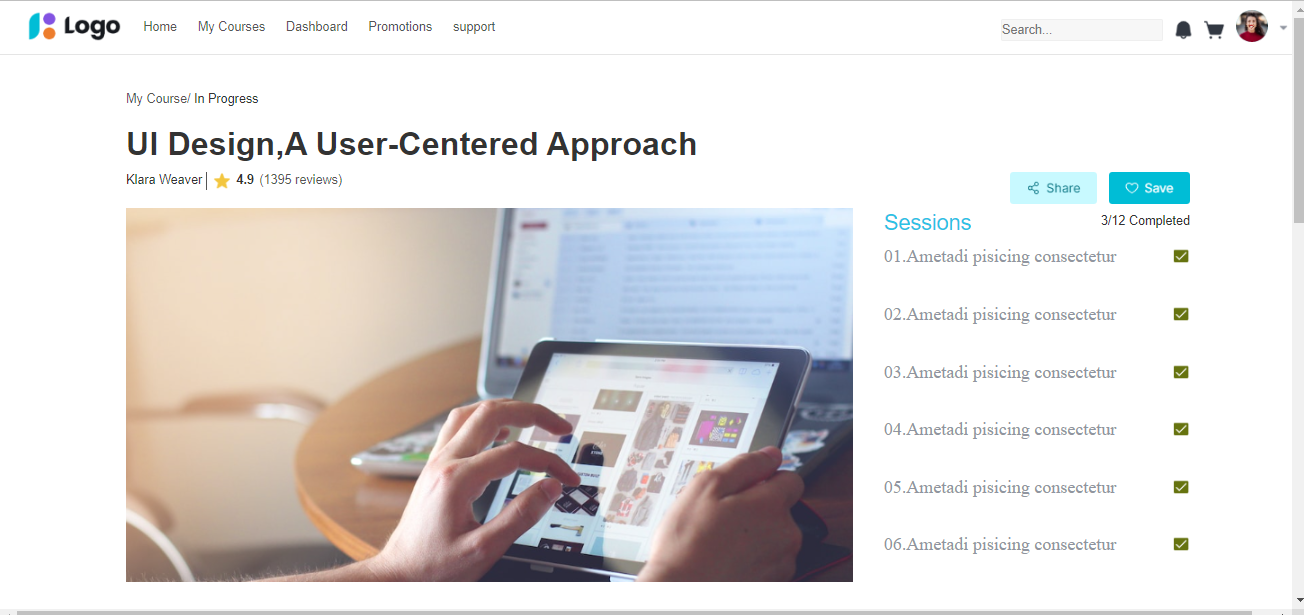 Logo Home My Courses Dashboard Promotions support Search...
My Course/ In Progress
UI Design,A User-Centered Approach
Klara Weaver 4.9 (1395 reviews)
Share Save
Sessions 3/12 Completed
01.Ametadi pisicing consectetur
02.Ametadi pisicing consectetur
03.Ametadi pisicing consectetur
04.Ametadi pisicing consectetur
05.Ametadi pisicing consectetur
06.Ametadi pisicing consectetur